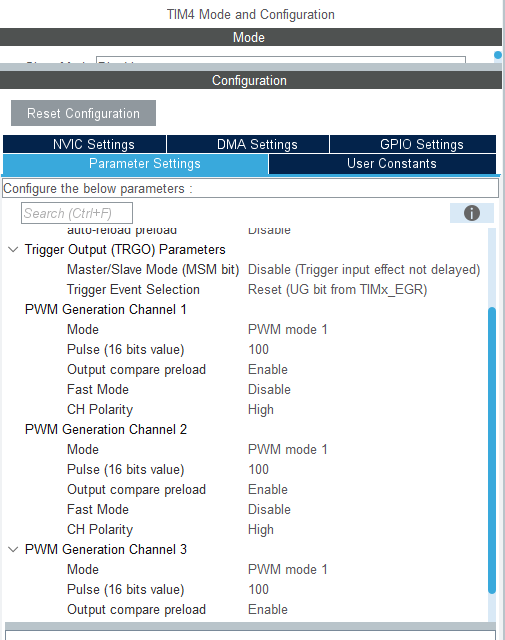 TIM4 Mode and Configuration
Mode
Configuration
Reset Configuration
NVIC Settings DMA Settings GPIO Settings
Parameter Settings User Constants
Configure the below parameters :
Search (Ctrl+F)
auto-reload preload Disable
Trigger Output (TRGO) Parameters
Master/Slave Mode (MSM bit) Disable (Trigger input effect not delayed)
Trigger Event Selection Reset (UG bit from TIMx_EGR)
PWM Generation Channel 1
Mode PWM mode 1
Pulse (16 bits value) 100
Output compare preload Enable
Fast Mode Disable
CH Polarity High
PWM Generation Channel 2
Mode PWM mode 1
Pulse (16 bits value) 100
Output compare preload Enable
Fast Mode Disable
CH Polarity High
PWM Generation Channel 3
Mode PWM mode 1
Pulse (16 bits value) 100
Output compare preload Enable